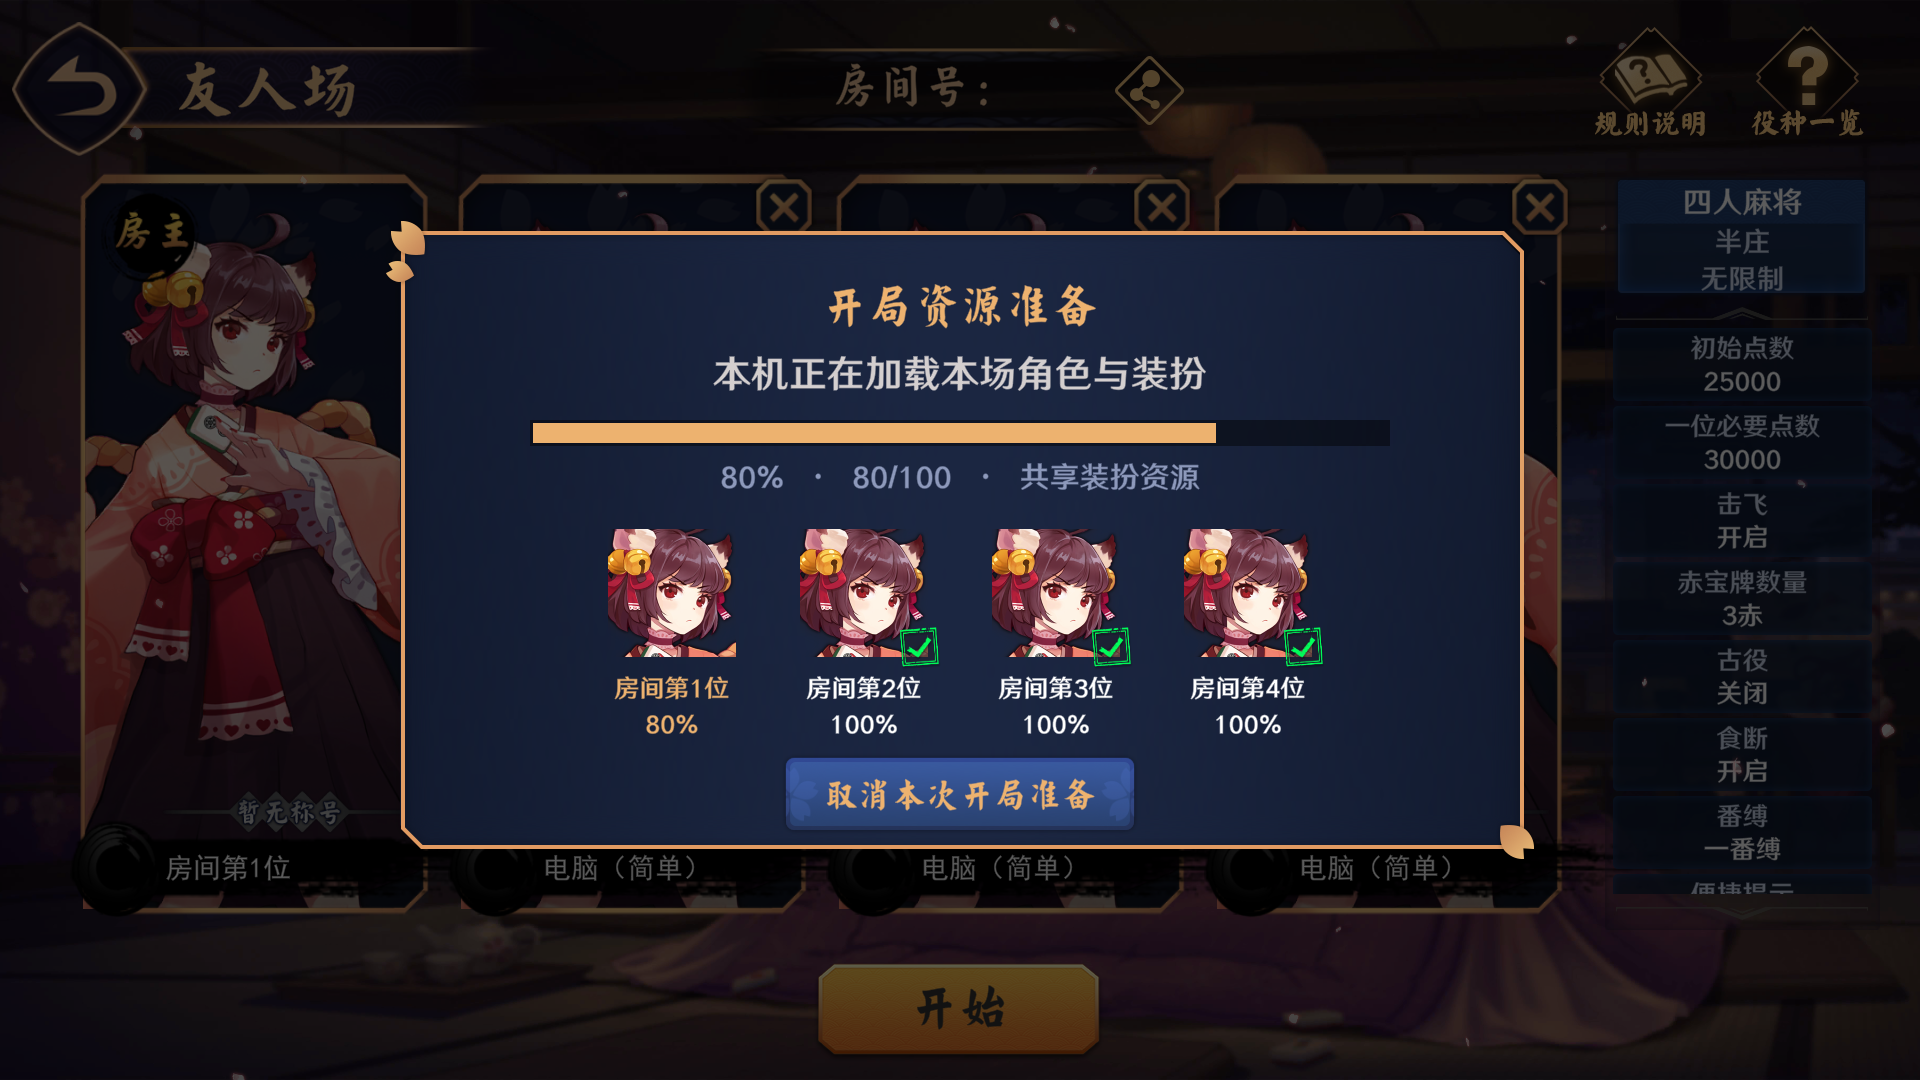 友人场
房间号：
规则说明
役种一览
房主
四人麻将
半庄
无限制
开局资源准备
本机正在加载本场角色与装扮
80% · 80/100 · 共享装扮资源
房间第1位
80%
房间第2位
100%
房间第3位
100%
房间第4位
100%
取消本次开局准备
初始点数
25000
一位必要点数
30000
击飞
开启
赤宝牌数量
3赤
古役
关闭
食断
开启
番缚
一番缚
便捷提示
暂无称号
房间第1位
电脑（简单）
电脑（简单）
电脑（简单）
开始